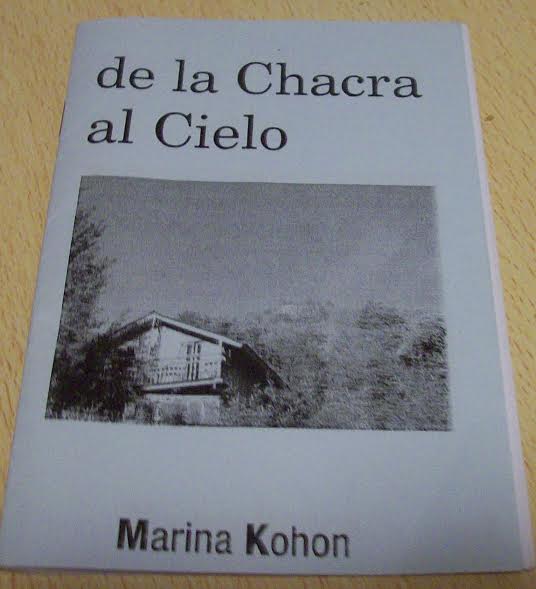 de la Chacra
al Cielo
Marina Kohon